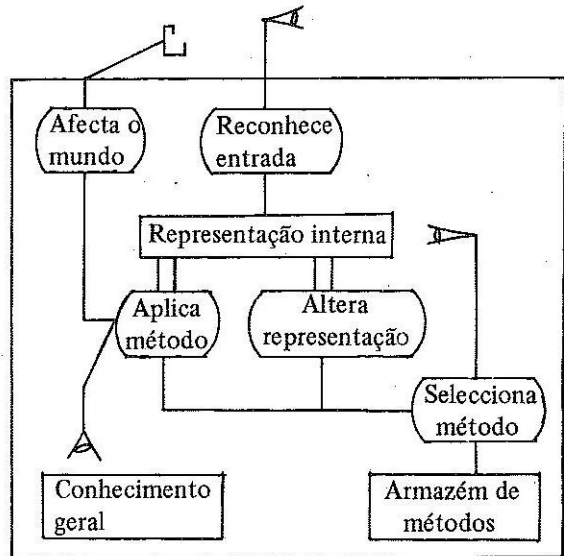 Afecta o
mundo
Reconhece
entrada
Representação interna
Aplica
método
Altera
representação
Selecciona
método
Conhecimento
geral
Armazém de
métodos